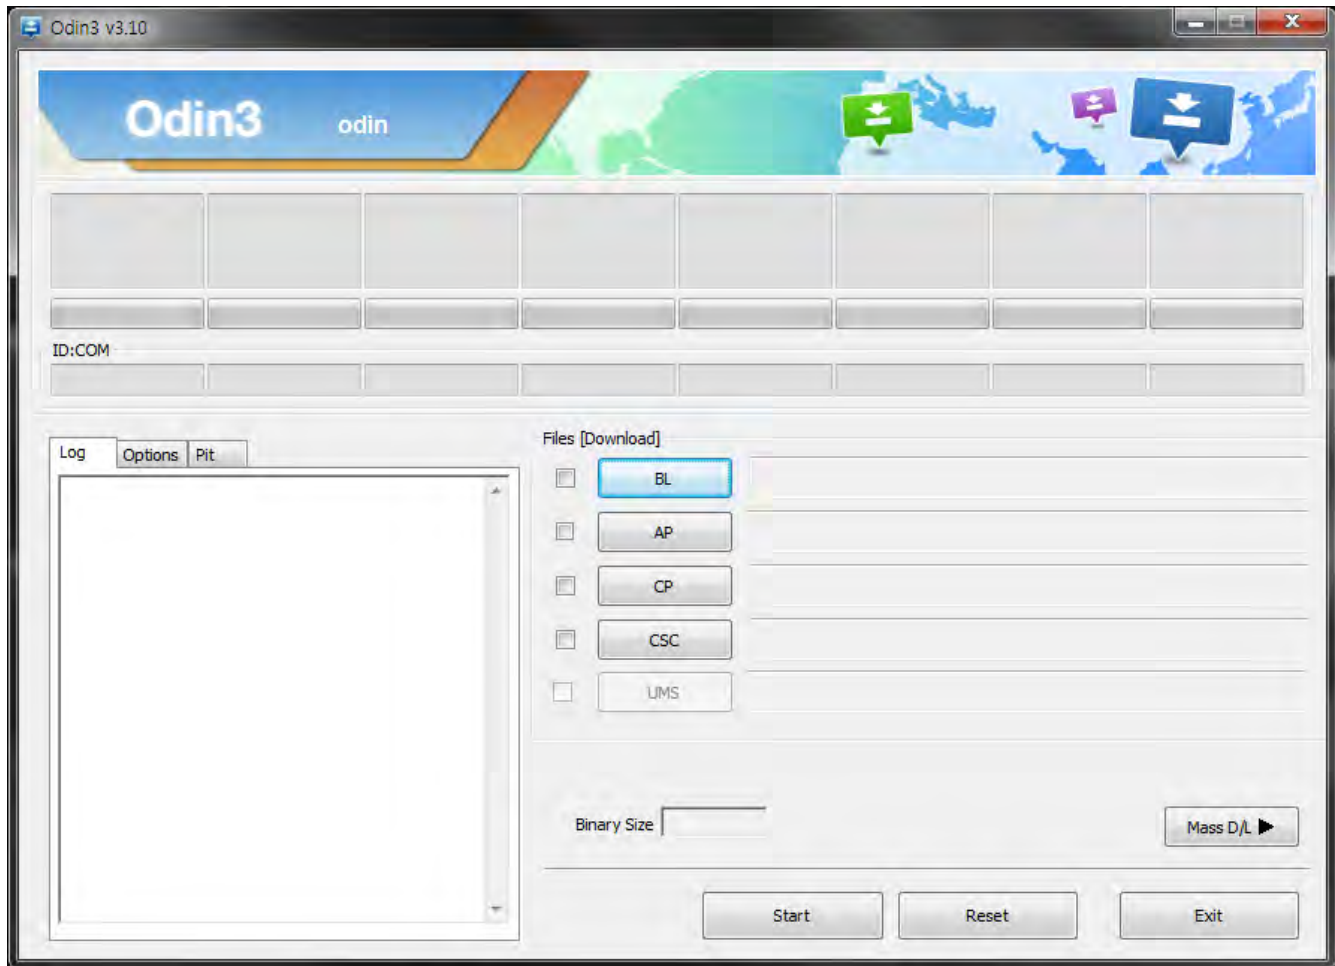 Odin3 v3.10
Odin3 odin
ID:COM
Log Options Pit
Files [Download]
BL
AP
CP
CSC
UMS
Binary Size
Mass D/L ▶
Start Reset Exit